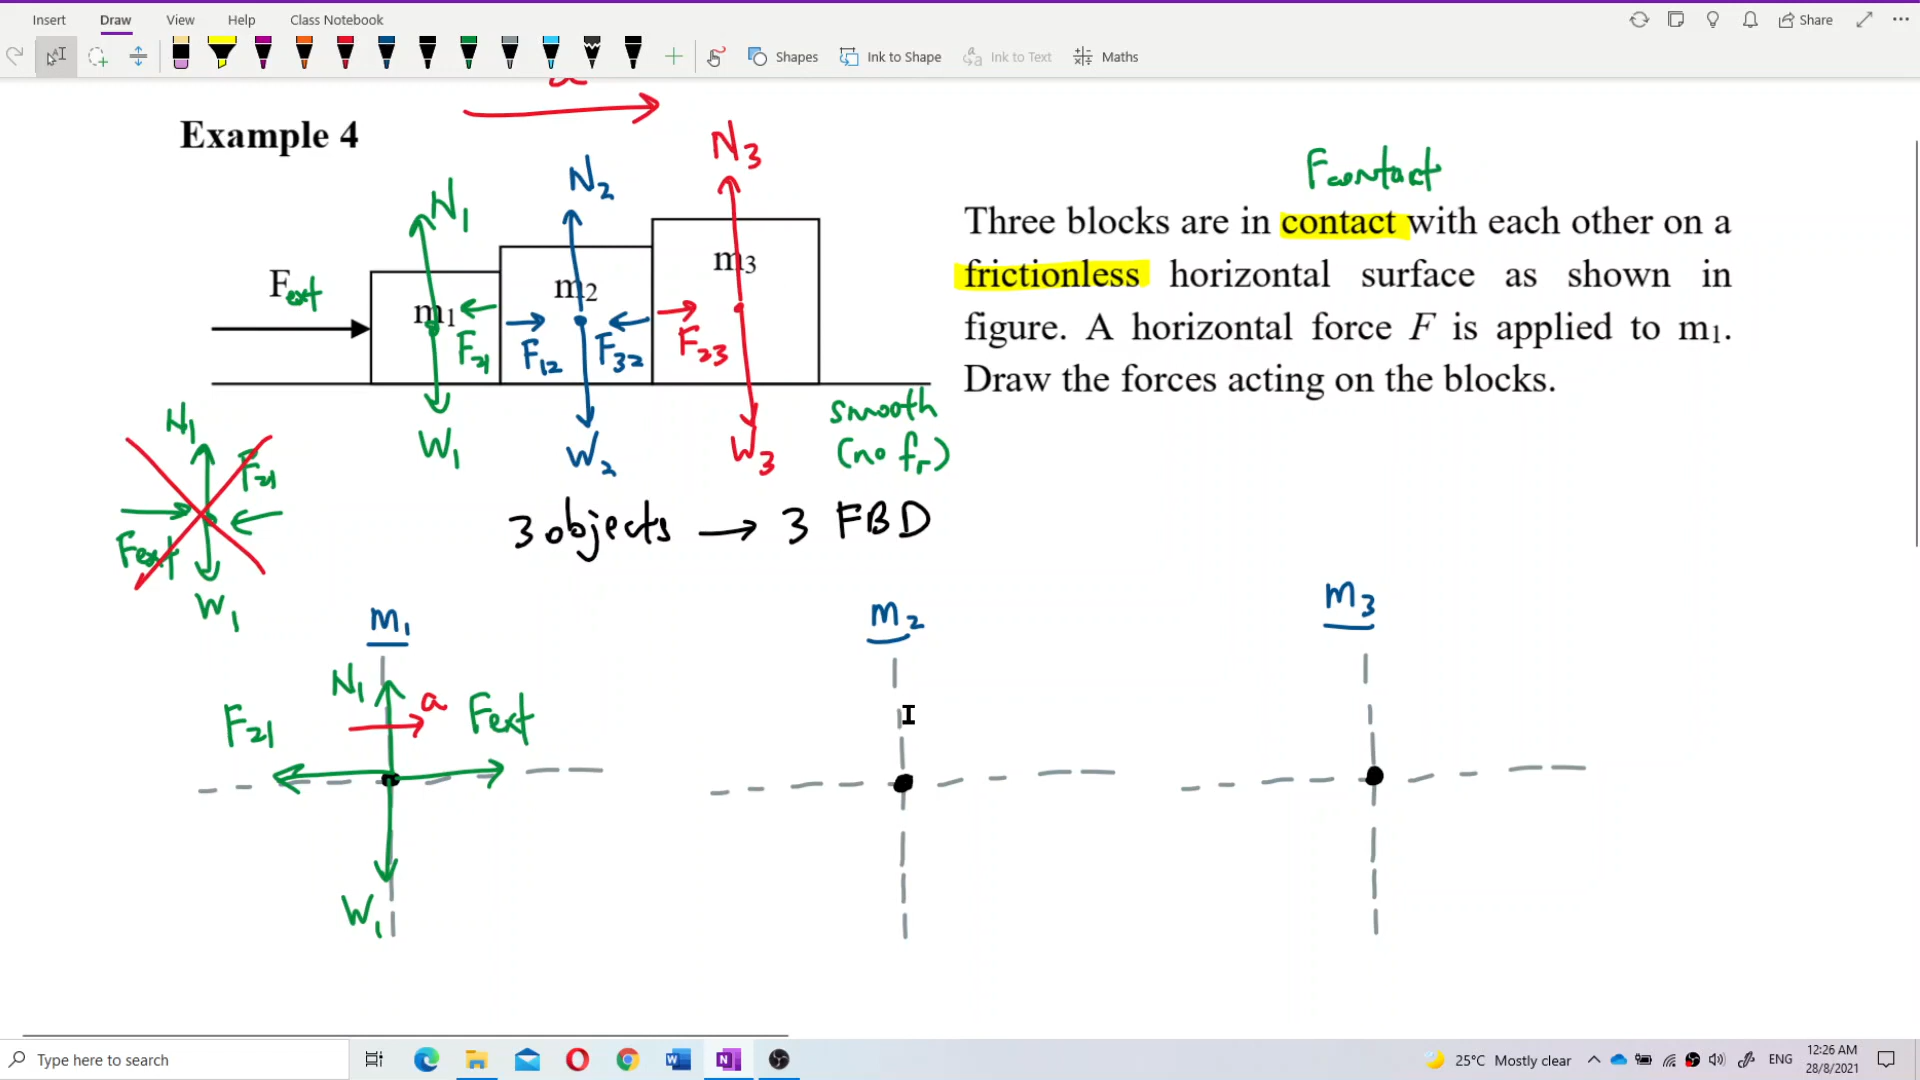 Insert Draw View Help Class Notebook Share
Shapes Ink to Shape Ink to Text Maths
a
Example 4
N3
N2
N1
Fcontact
Three blocks are in contact with each other on a
frictionless horizontal surface as shown in
figure. A horizontal force F is applied to m1.
Draw the forces acting on the blocks.
Fext
m1
m2
m3
F21
F12
F32
F23
W1
W2
W3
smooth
(no fr)
N1
F21
Fext
W1
3 objects → 3 FBD
m1
m2
m3
N1
a
F21
Fext
W1
Type here to search
25°C Mostly clear
ENG
12:26 AM
28/8/2021